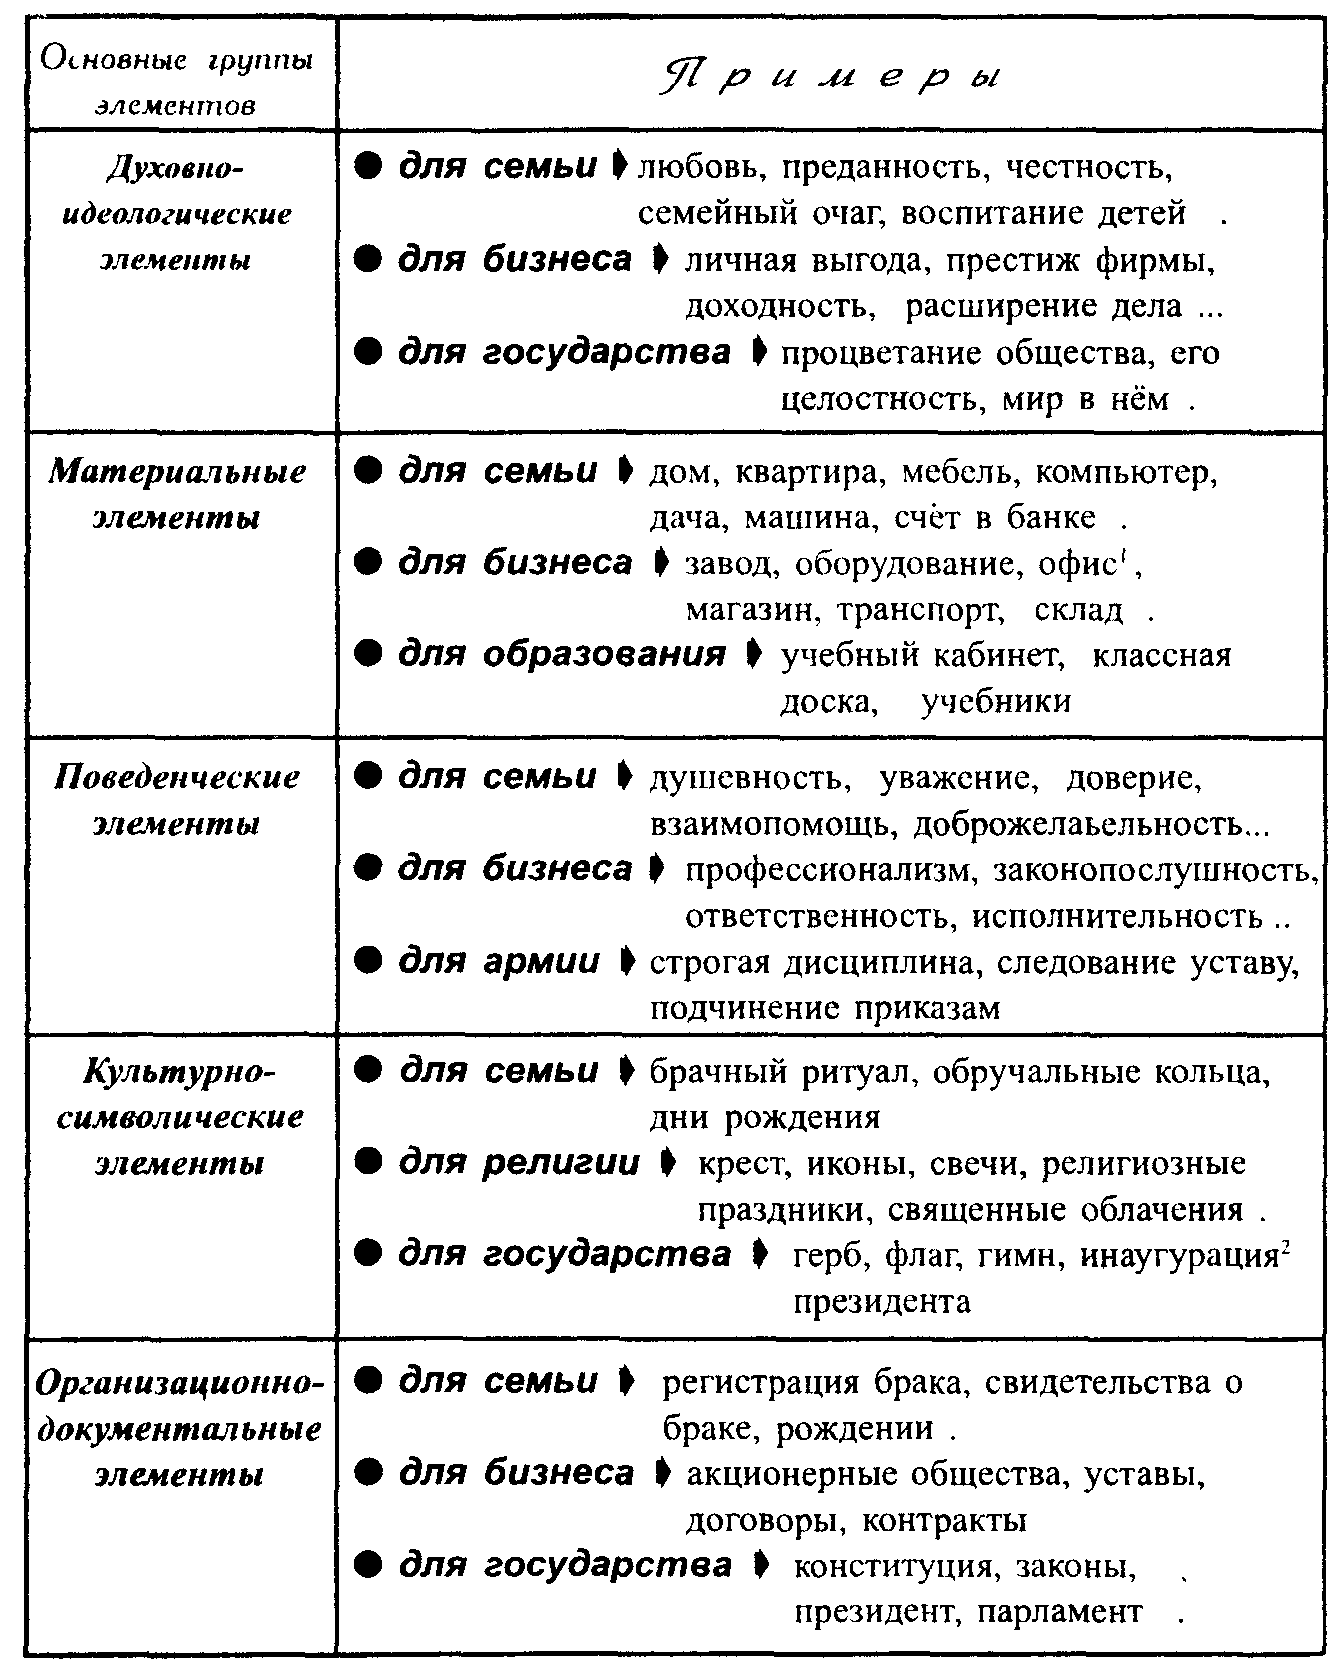 Основные группы
элементов
Примеры
Духовно-
идеологические
элементы
● для семьи ➧ любовь, преданность, честность,
семейный очаг, воспитание детей .
● для бизнеса ➧ личная выгода, престиж фирмы,
доходность, расширение дела ...
● для государства ➧ процветание общества, его
целостность, мир в нём .
Материальные
элементы
● для семьи ➧ дом, квартира, мебель, компьютер,
дача, машина, счёт в банке .
● для бизнеса ➧ завод, оборудование, офис¹,
магазин, транспорт, склад .
● для образования ➧ учебный кабинет, классная
доска, учебники
Поведенческие
элементы
● для семьи ➧ душевность, уважение, доверие,
взаимопомощь, доброжелаьельность...
● для бизнеса ➧ профессионализм, законопослушность,
ответственность, исполнительность ..
● для армии ➧ строгая дисциплина, следование уставу,
подчинение приказам
Культурно-
символические
элементы
● для семьи ➧ брачный ритуал, обручальные кольца,
дни рождения
● для религии ➧ крест, иконы, свечи, религиозные
праздники, священные облачения .
● для государства ➧ герб, флаг, гимн, инаугурация²
президента
Организационно-
документальные
элементы
● для семьи ➧ регистрация брака, свидетельства о
браке, рождении .
● для бизнеса ➧ акционерные общества, уставы,
договоры, контракты
● для государства ➧ конституция, законы,
президент, парламент .